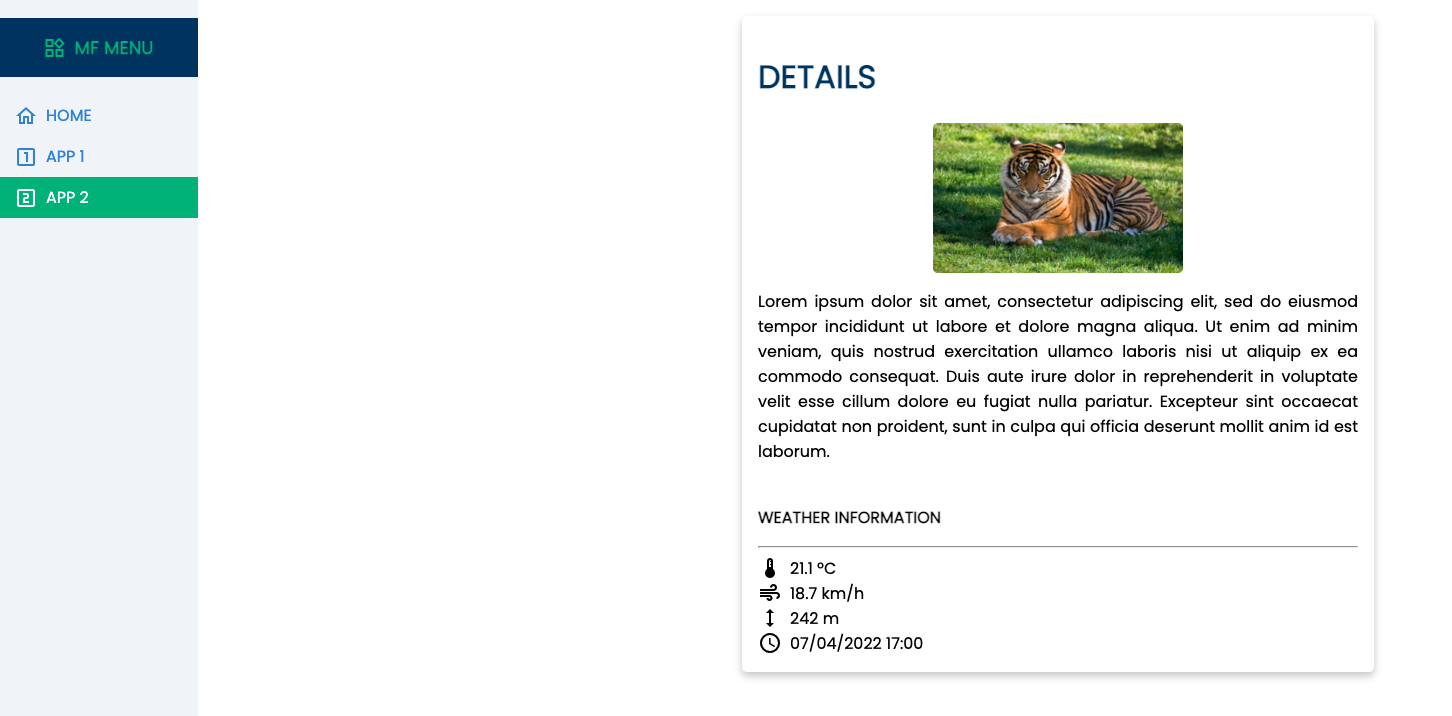 MF MENU
HOME
APP 1
APP 2
DETAILS
Lorem ipsum dolor sit amet, consectetur adipiscing elit, sed do eiusmod
tempor incididunt ut labore et dolore magna aliqua. Ut enim ad minim
veniam, quis nostrud exercitation ullamco laboris nisi ut aliquip ex ea
commodo consequat. Duis aute irure dolor in reprehenderit in voluptate
velit esse cillum dolore eu fugiat nulla pariatur. Excepteur sint occaecat
cupidatat non proident, sunt in culpa qui officia deserunt mollit anim id est
laborum.
WEATHER INFORMATION
21.1 ºC
18.7 km/h
242 m
07/04/2022 17:00